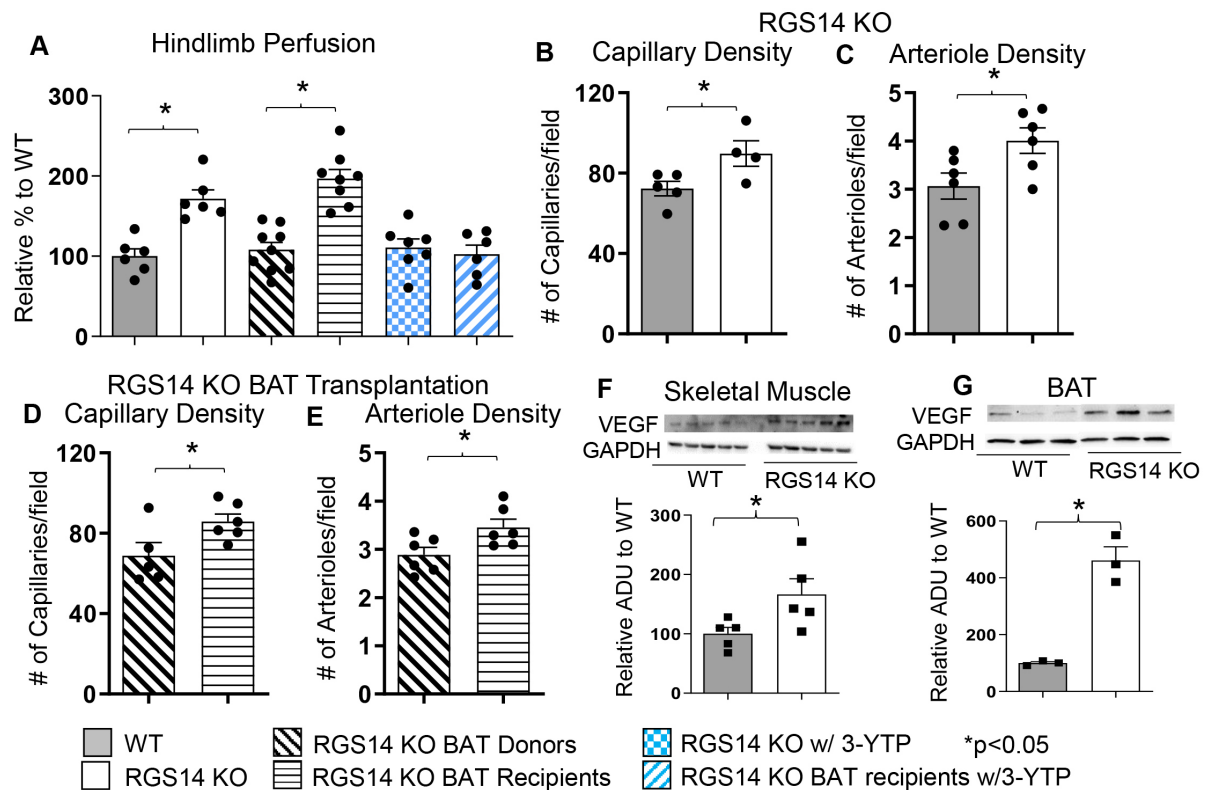 RGS14 KO
A
Hindlimb Perfusion
Relative % to WT
300
200
100
0
*
*
B
Capillary Density
# of Capillaries/field
120
80
40
0
*
C
Arteriole Density
# of Arterioles/field
5
4
3
2
1
0
*
RGS14 KO BAT Transplantation
D
Capillary Density
# of Capillaries/field
120
80
40
0
*
E
Arteriole Density
# of Arterioles/field
5
4
3
2
1
0
*
F
Skeletal Muscle
VEGF
GAPDH
WT
RGS14 KO
Relative ADU to WT
300
200
100
0
*
G
BAT
VEGF
GAPDH
WT
RGS14 KO
Relative ADU to WT
600
400
200
0
*
WT
RGS14 KO
RGS14 KO BAT Donors
RGS14 KO BAT Recipients
RGS14 KO w/ 3-YTP
RGS14 KO BAT recipients w/3-YTP
*p<0.05